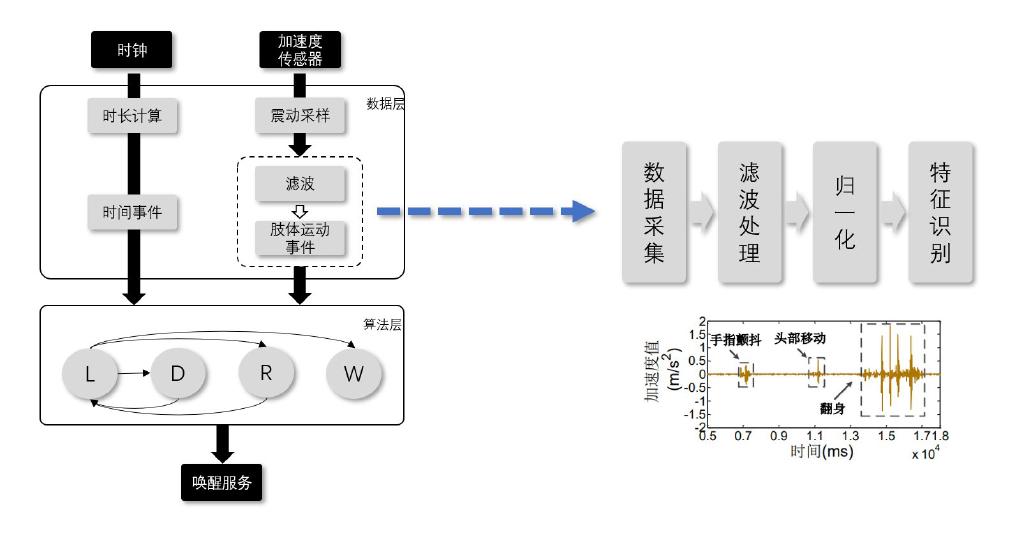 时钟
加速度
传感器
数据层
时长计算
震动采样
时间事件
滤波
肢体运动
事件
算法层
L
D
R
W
唤醒服务
数据采集
滤波处理
归一化
特征识别
加速度值
(m/s²)
2
1.5
1
0.5
0
-0.5
-1
-1.5
-2
手指颤抖
头部移动
翻身
0.5 0.7 0.9 1.1 1.3 1.5 1.7 1.8
时间(ms)
x 10⁴